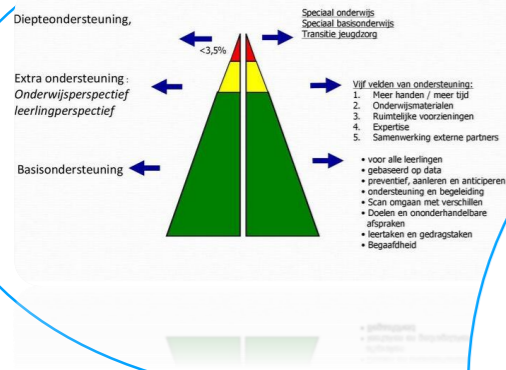 Diepteondersteuning,
<3,5%
Speciaal onderwijs
Speciaal basisonderwijs
Transitie jeugdzorg
Extra ondersteuning :
Onderwijsperspectief
leerlingperspectief
Vijf velden van ondersteuning:
1. Meer handen / meer tijd
2. Onderwijsmaterialen
3. Ruimtelijke voorzieningen
4. Expertise
5. Samenwerking externe partners
Basisondersteuning
• voor alle leerlingen
• gebaseerd op data
• preventief, aanleren en anticiperen
• ondersteuning en begeleiding
• Scan omgaan met verschillen
• Doelen en ononderhandelbare
afspraken
• leertaken en gedragstaken
• Begaafdheid